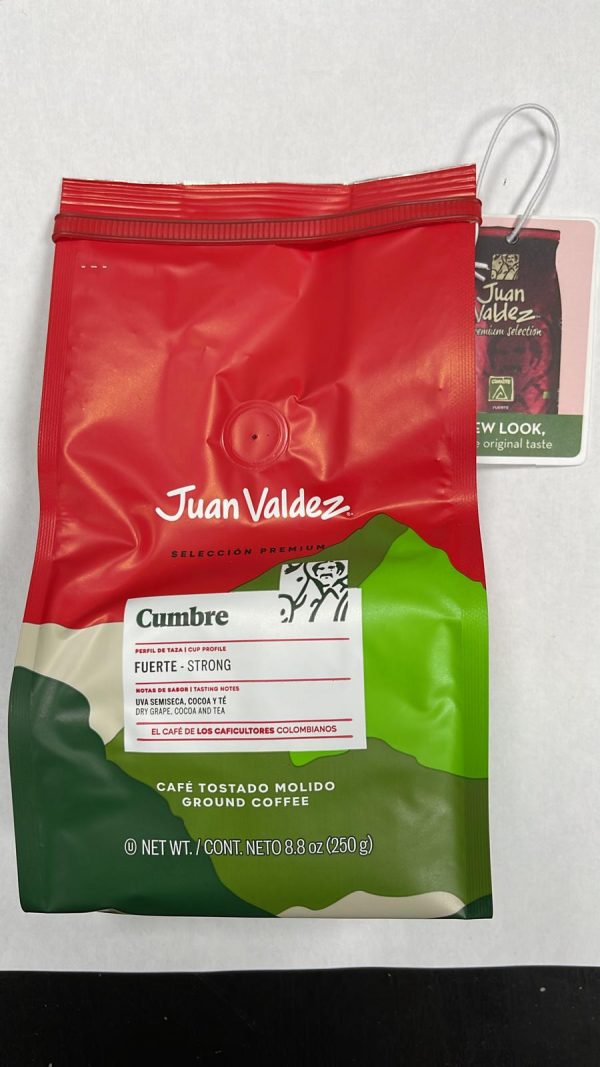 Juan Valdez
SELECCIÓN PREMIUM
Cumbre
PERFIL DE TAZA | CUP PROFILE
FUERTE - STRONG
NOTAS DE SABOR | TASTING NOTES
UVA SEMISECA, COCOA Y TÉ
DRY GRAPE, COCOA AND TEA
EL CAFÉ DE LOS CAFICULTORES COLOMBIANOS
CAFÉ TOSTADO MOLIDO
GROUND COFFEE
U NET WT. / CONT. NETO 8.8 oz (250 g)
Juan
Valdez
selection
CUMBRE
FUERTE
LOOK,
original taste